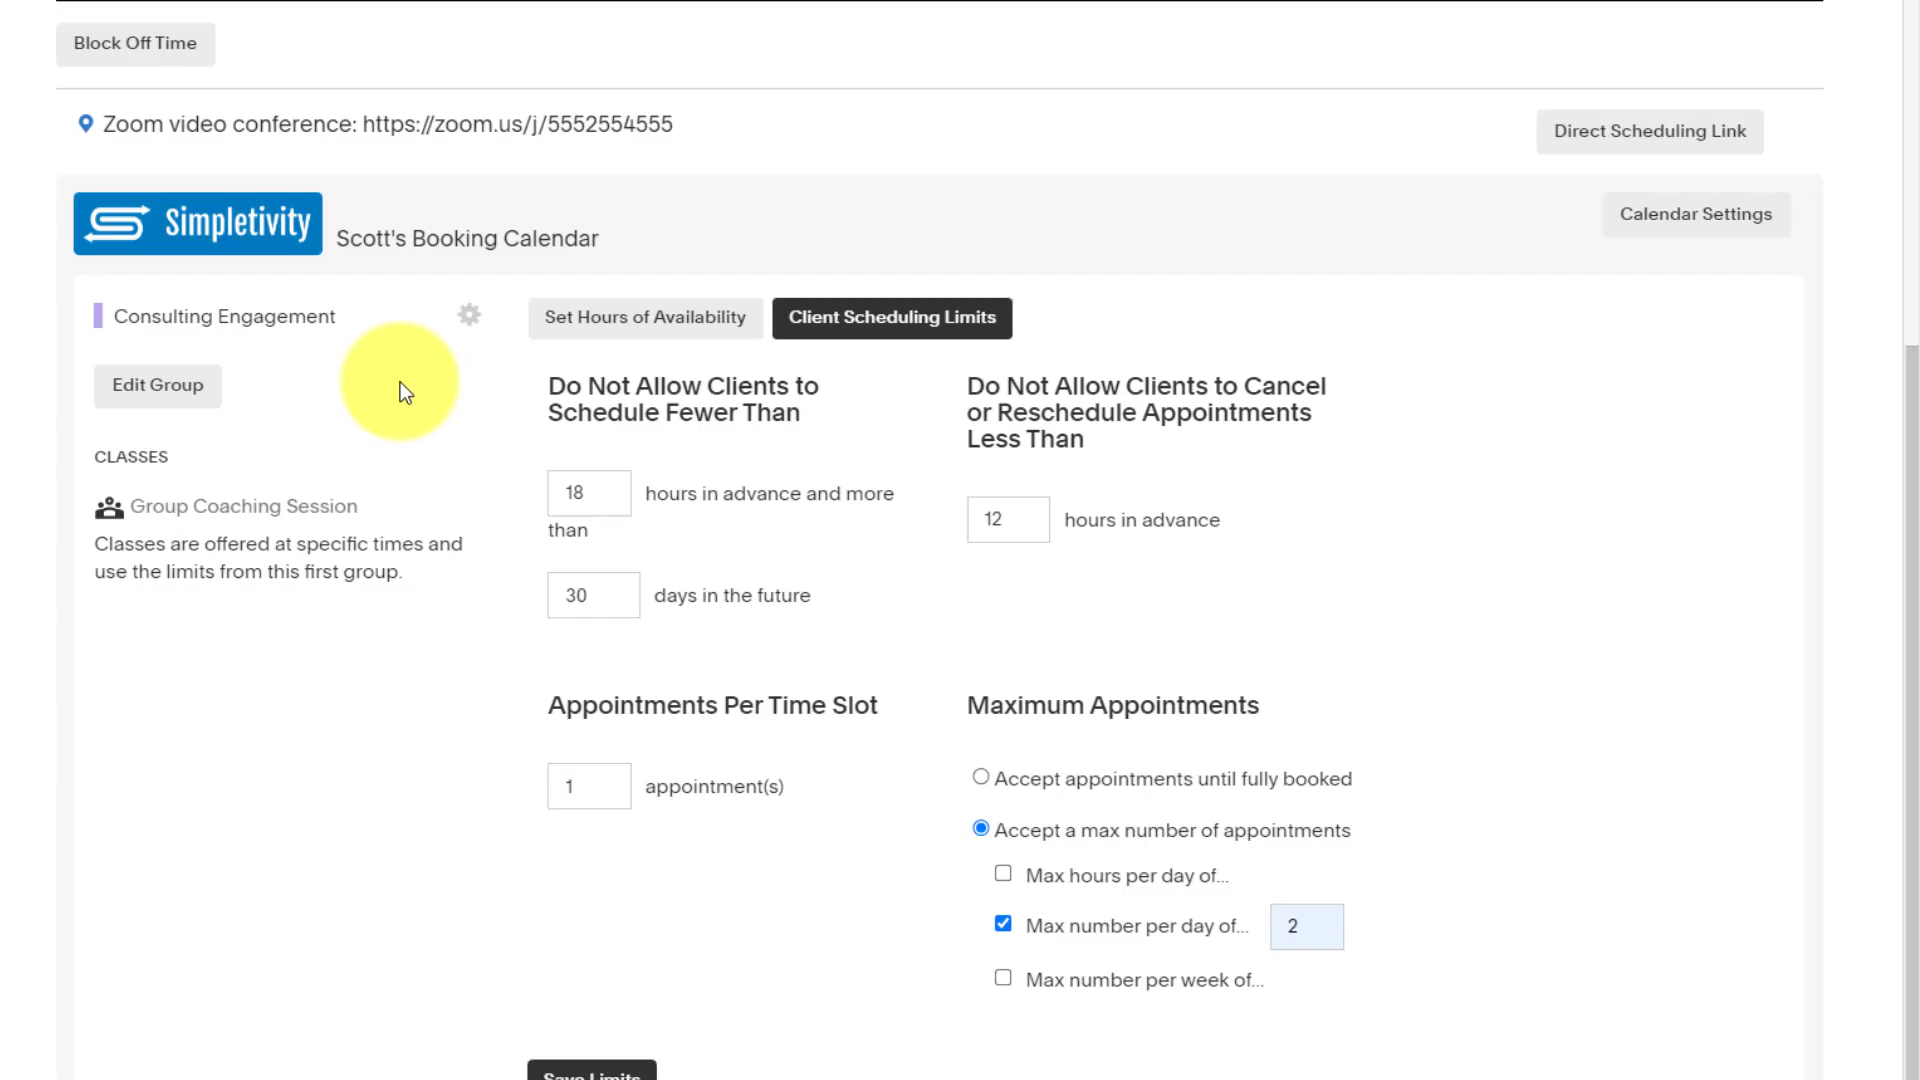 Block Off Time
Zoom video conference: https://zoom.us/j/5552554555
Direct Scheduling Link
Simpletivity
Scott's Booking Calendar
Calendar Settings
Consulting Engagement
Set Hours of Availability
Client Scheduling Limits
Edit Group
CLASSES
Group Coaching Session
Classes are offered at specific times and
use the limits from this first group.
Do Not Allow Clients to
Schedule Fewer Than
18 hours in advance and more
than
30 days in the future
Do Not Allow Clients to Cancel
or Reschedule Appointments
Less Than
12 hours in advance
Appointments Per Time Slot
1 appointment(s)
Maximum Appointments
Accept appointments until fully booked
Accept a max number of appointments
Max hours per day of...
Max number per day of... 2
Max number per week of...
Save Limits